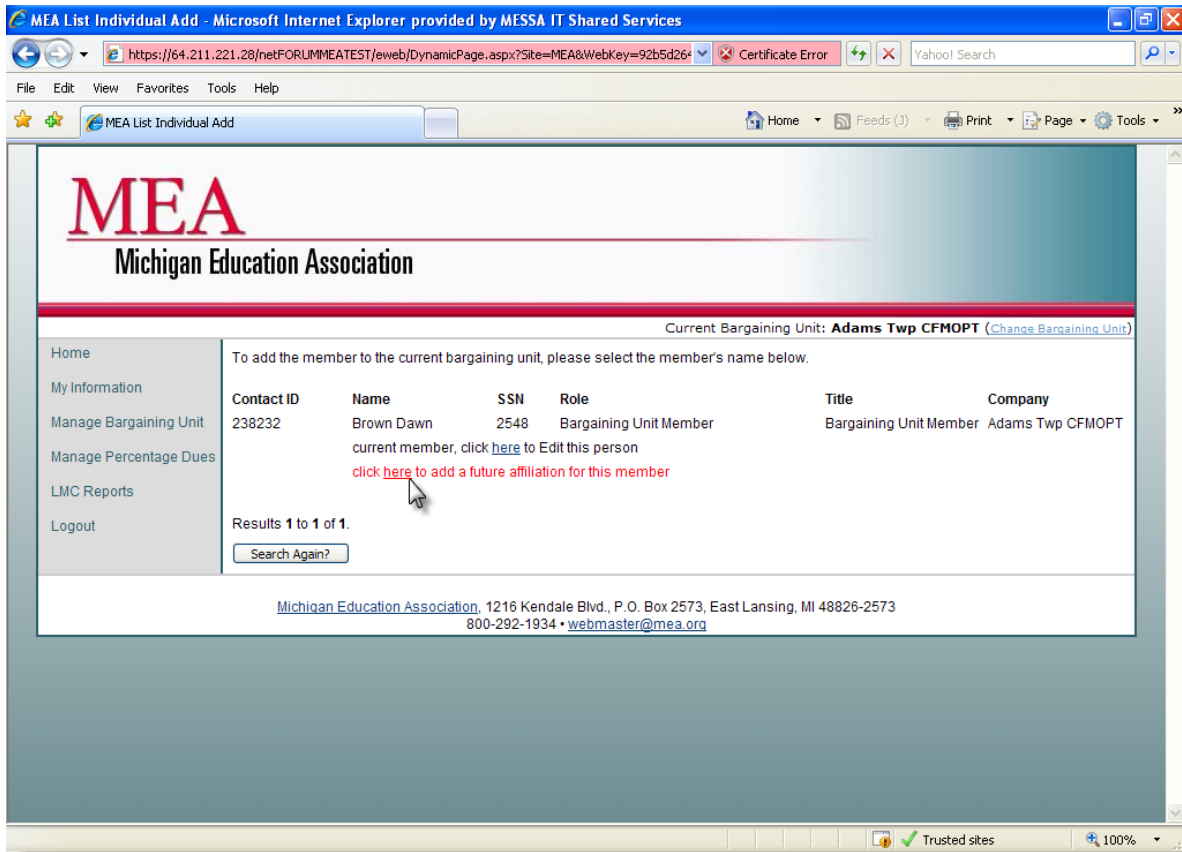 MEA List Individual Add - Microsoft Internet Explorer provided by MESSA IT Shared Services
https://64.211.221.28/netFORUMMEATEST/eweb/DynamicPage.aspx?Site=MEA&WebKey=92b5d264 Certificate Error Yahoo! Search
File Edit View Favorites Tools Help
MEA List Individual Add Home Feeds (J) Print Page Tools »
MEA
Michigan Education Association
Current Bargaining Unit: Adams Twp CFMOPT (Change Bargaining Unit)
Home
My Information
Manage Bargaining Unit
Manage Percentage Dues
LMC Reports
Logout
To add the member to the current bargaining unit, please select the member's name below.
Contact ID Name SSN Role Title Company
238232 Brown Dawn 2548 Bargaining Unit Member Bargaining Unit Member Adams Twp CFMOPT
current member, click here to Edit this person
click here to add a future affiliation for this member
Results 1 to 1 of 1.
Search Again?
Michigan Education Association, 1216 Kendale Blvd., P.O. Box 2573, East Lansing, MI 48826-2573
800-292-1934 • webmaster@mea.org
Trusted sites 100%